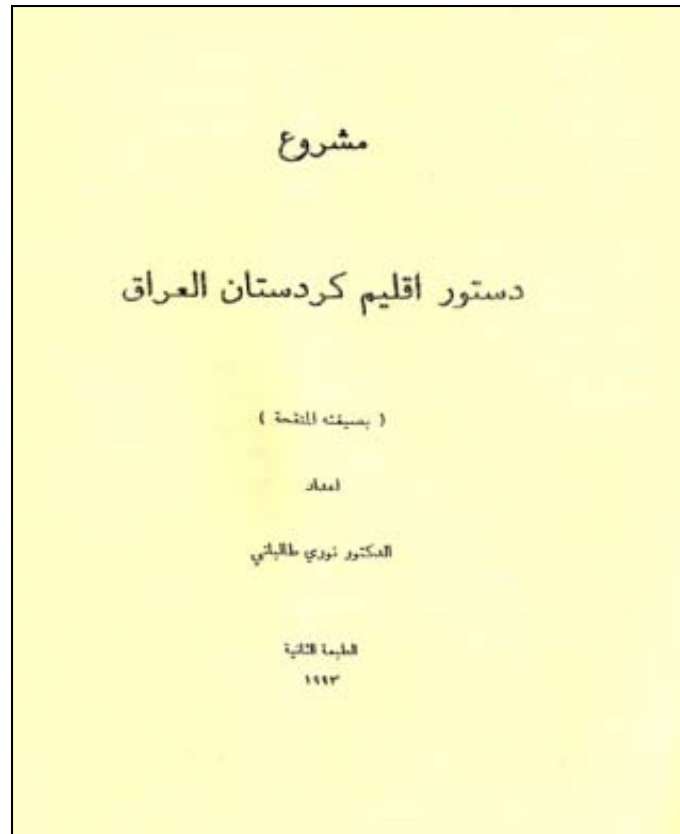 مشروع
دستور اقليم كردستان العراق
( بصيغته المنقحة )
اعداد
الدكتور نوري طالباني
الطبعة الثانية
١٩٩٣